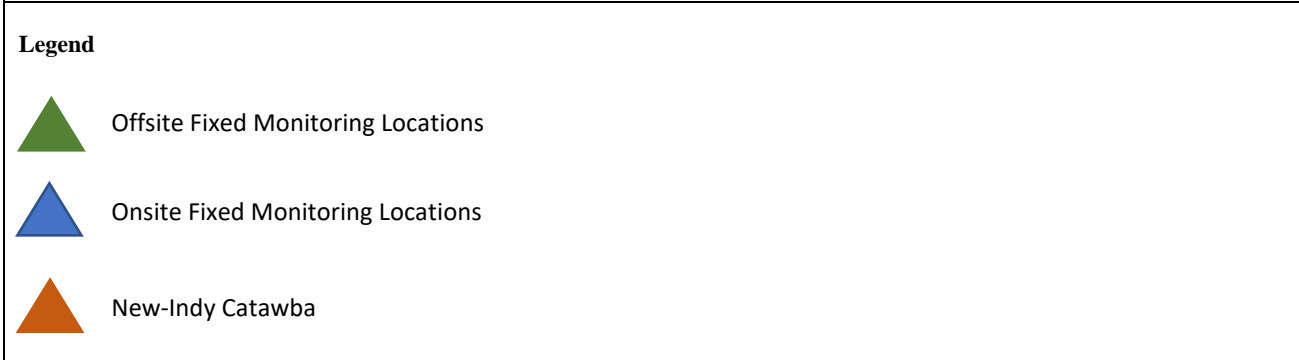 Legend
Offsite Fixed Monitoring Locations
Onsite Fixed Monitoring Locations
New-Indy Catawba